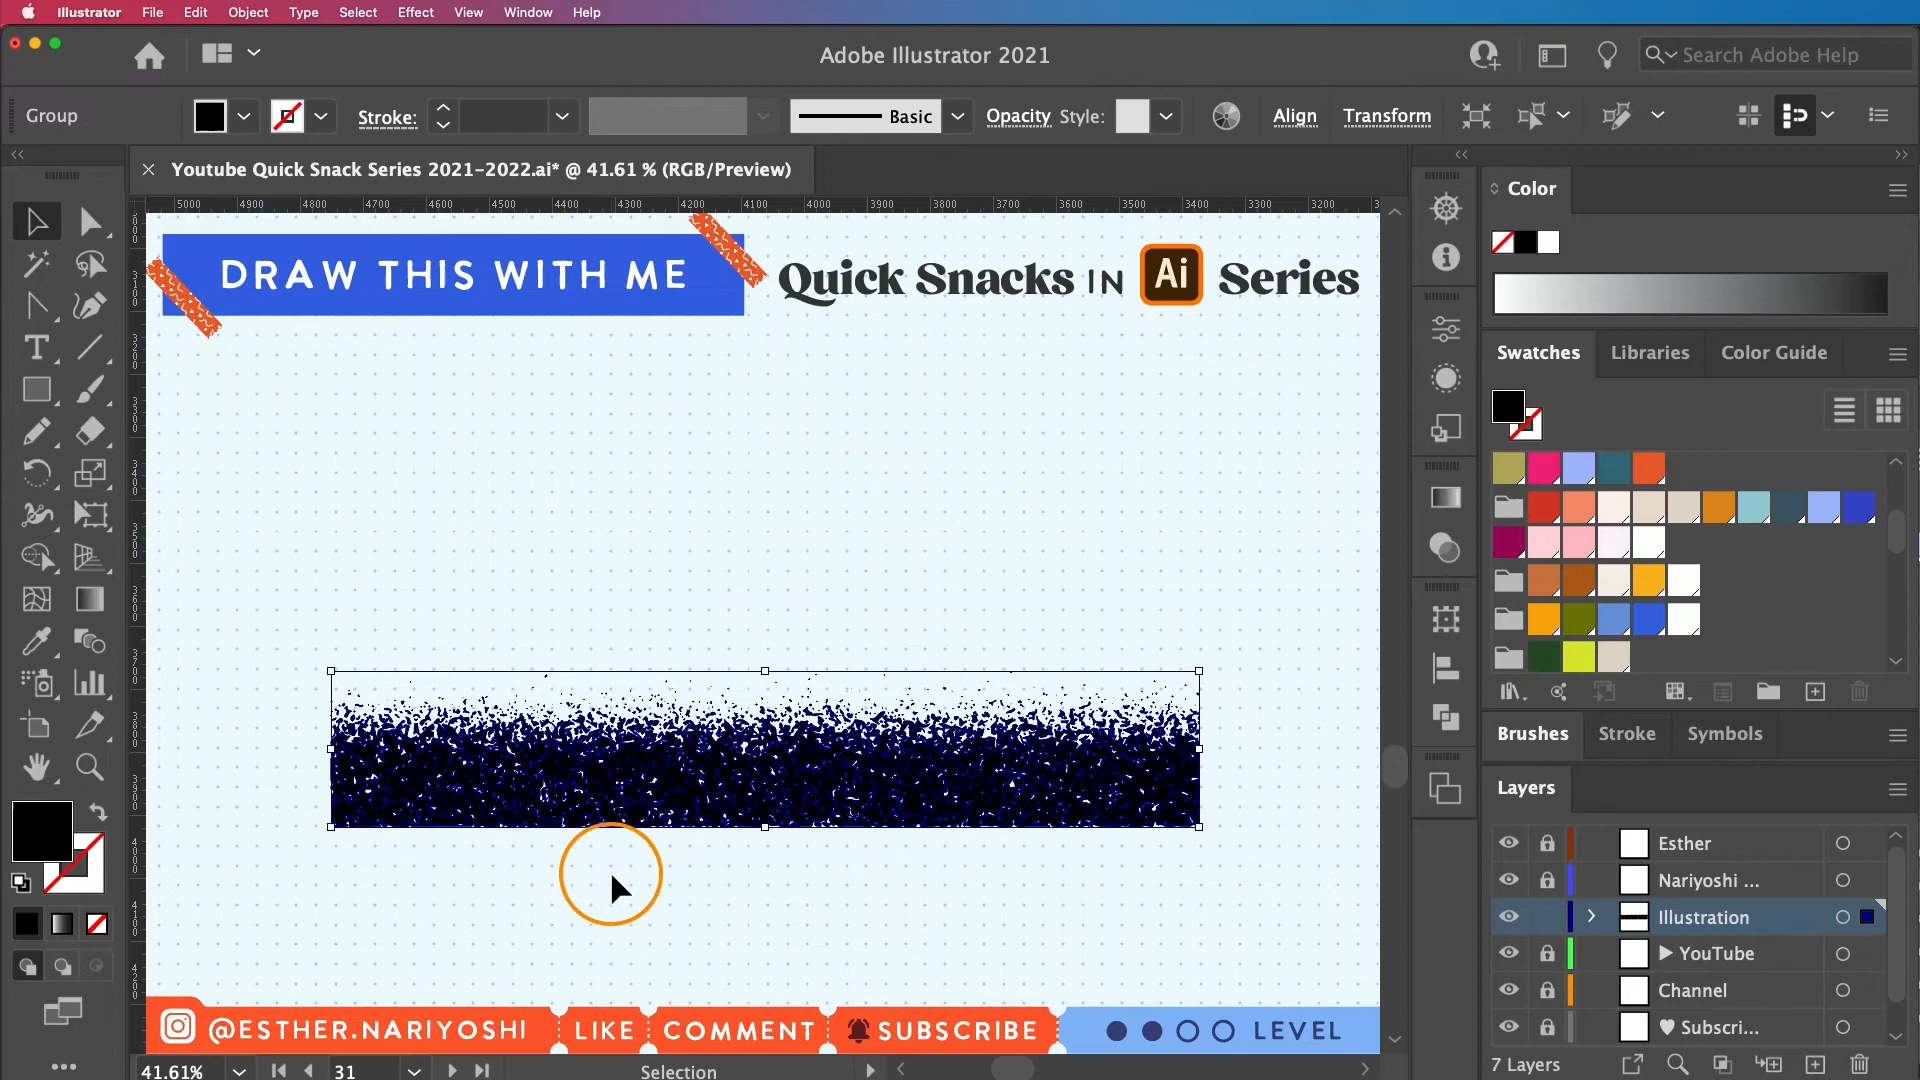 Illustrator File Edit Object Type Select Effect View Window Help
Adobe Illustrator 2021
Search Adobe Help
Group
Stroke:
Basic
Opacity Style:
Align
Transform
Youtube Quick Snack Series 2021-2022.ai* @ 41.61 % (RGB/Preview)
5000 4900 4800 4700 4600 4500 4400 4300 4200 4100 4000 3900 3800 3700 3600 3500 3400 3300 3200
DRAW THIS WITH ME
Quick Snacks IN Ai Series
Color
Swatches Libraries Color Guide
Brushes Stroke Symbols
Layers
Esther
Nariyoshi ...
Illustration
▶ YouTube
Channel
♥ Subscri...
7 Layers
@ESTHER.NARIYOSHI LIKE COMMENT SUBSCRIBE LEVEL
41.61% 31 Selection